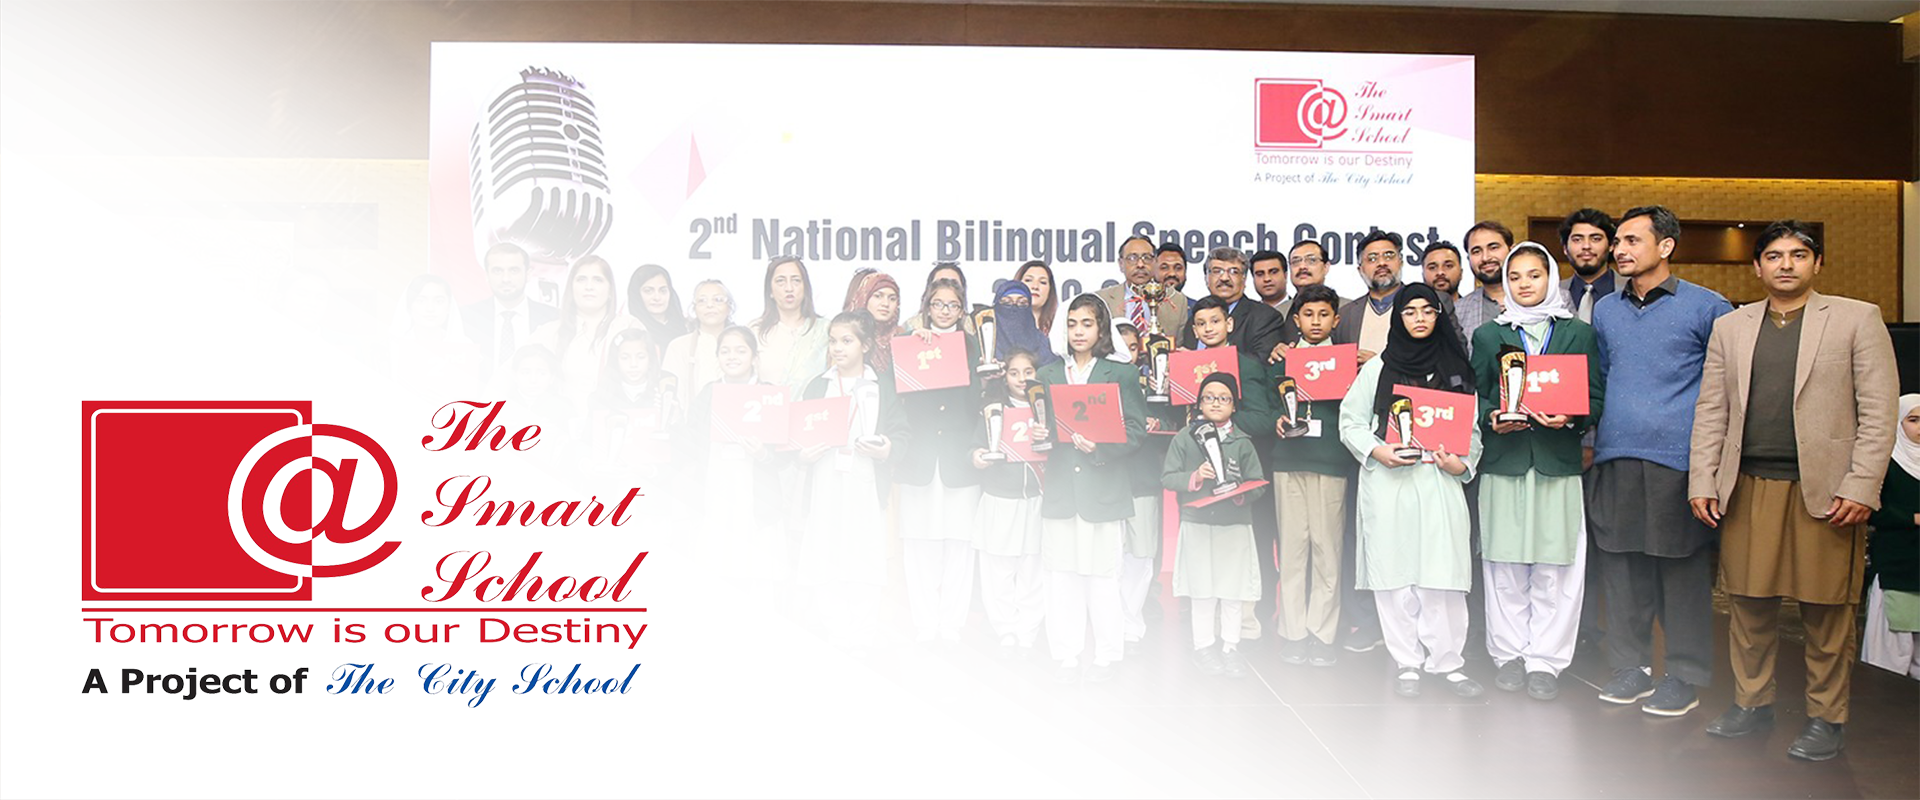 The
Smart
School
Tomorrow is our Destiny
A Project of The City School
2nd National Bilingual Speech Contest
1st
2nd
1st
2nd
2nd
1st
3rd
3rd
1st
@ The
Smart
School
Tomorrow is our Destiny
A Project of The City School